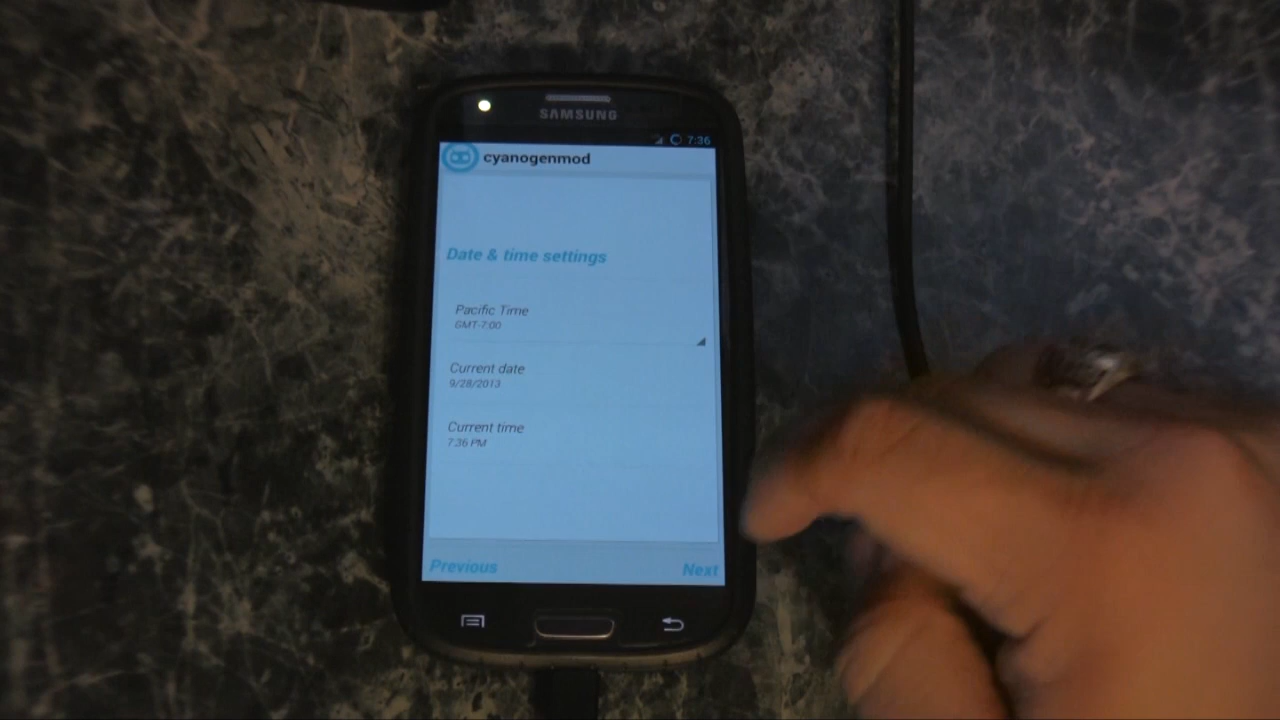 SAMSUNG
7:36
cyanogenmod
Date & time settings
Pacific Time
GMT-7:00
Current date
9/28/2013
Current time
7:36 PM
Previous
Next